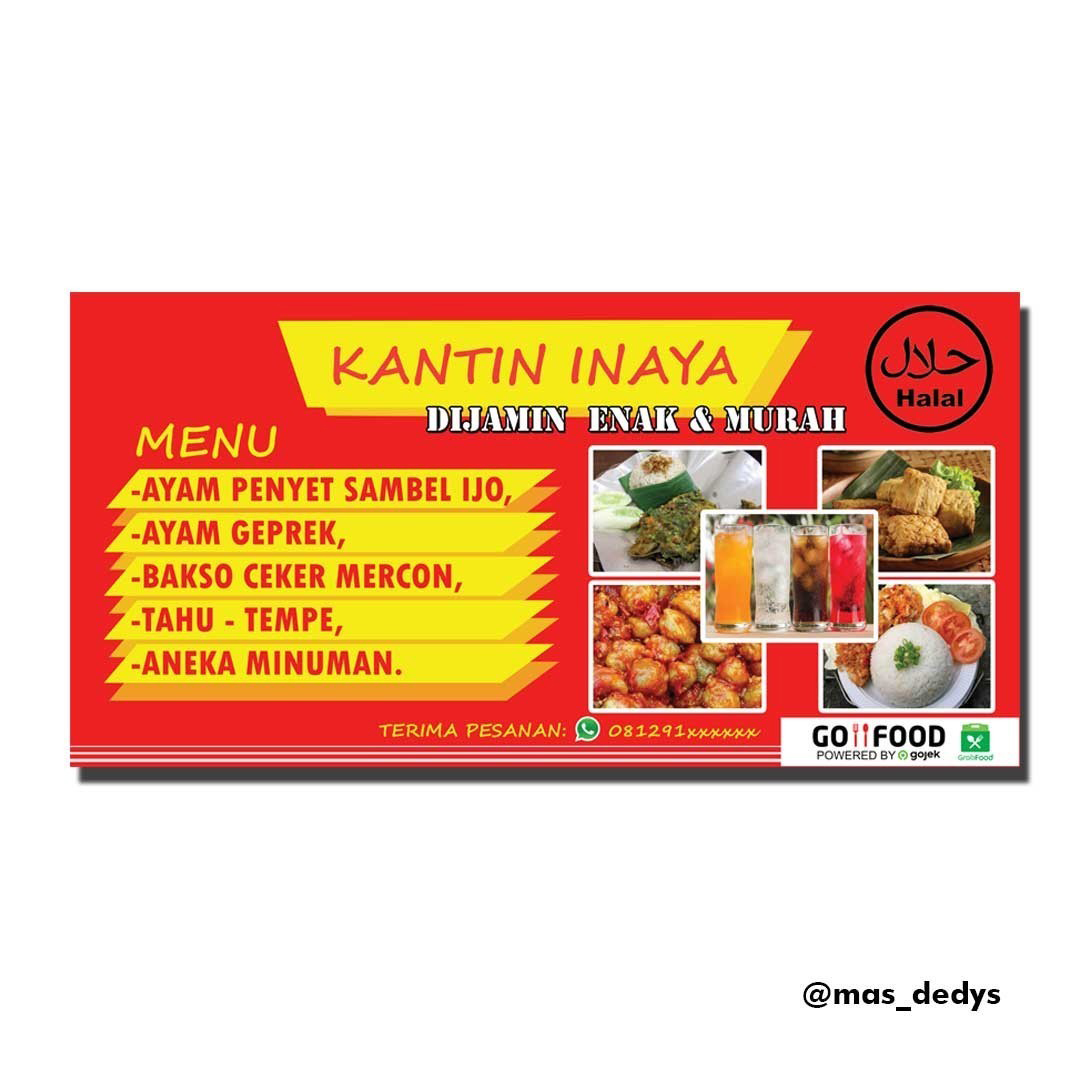 KANTIN INAYA
حلال
Halal
DIJAMIN ENAK & MURAH
MENU
-AYAM PENYET SAMBEL IJO,
-AYAM GEPREK,
-BAKSO CEKER MERCON,
-TAHU - TEMPE,
-ANEKA MINUMAN.
TERIMA PESANAN: 081291xxxxxx
GO FOOD
POWERED BY gojek
GrabFood
@mas_dedys